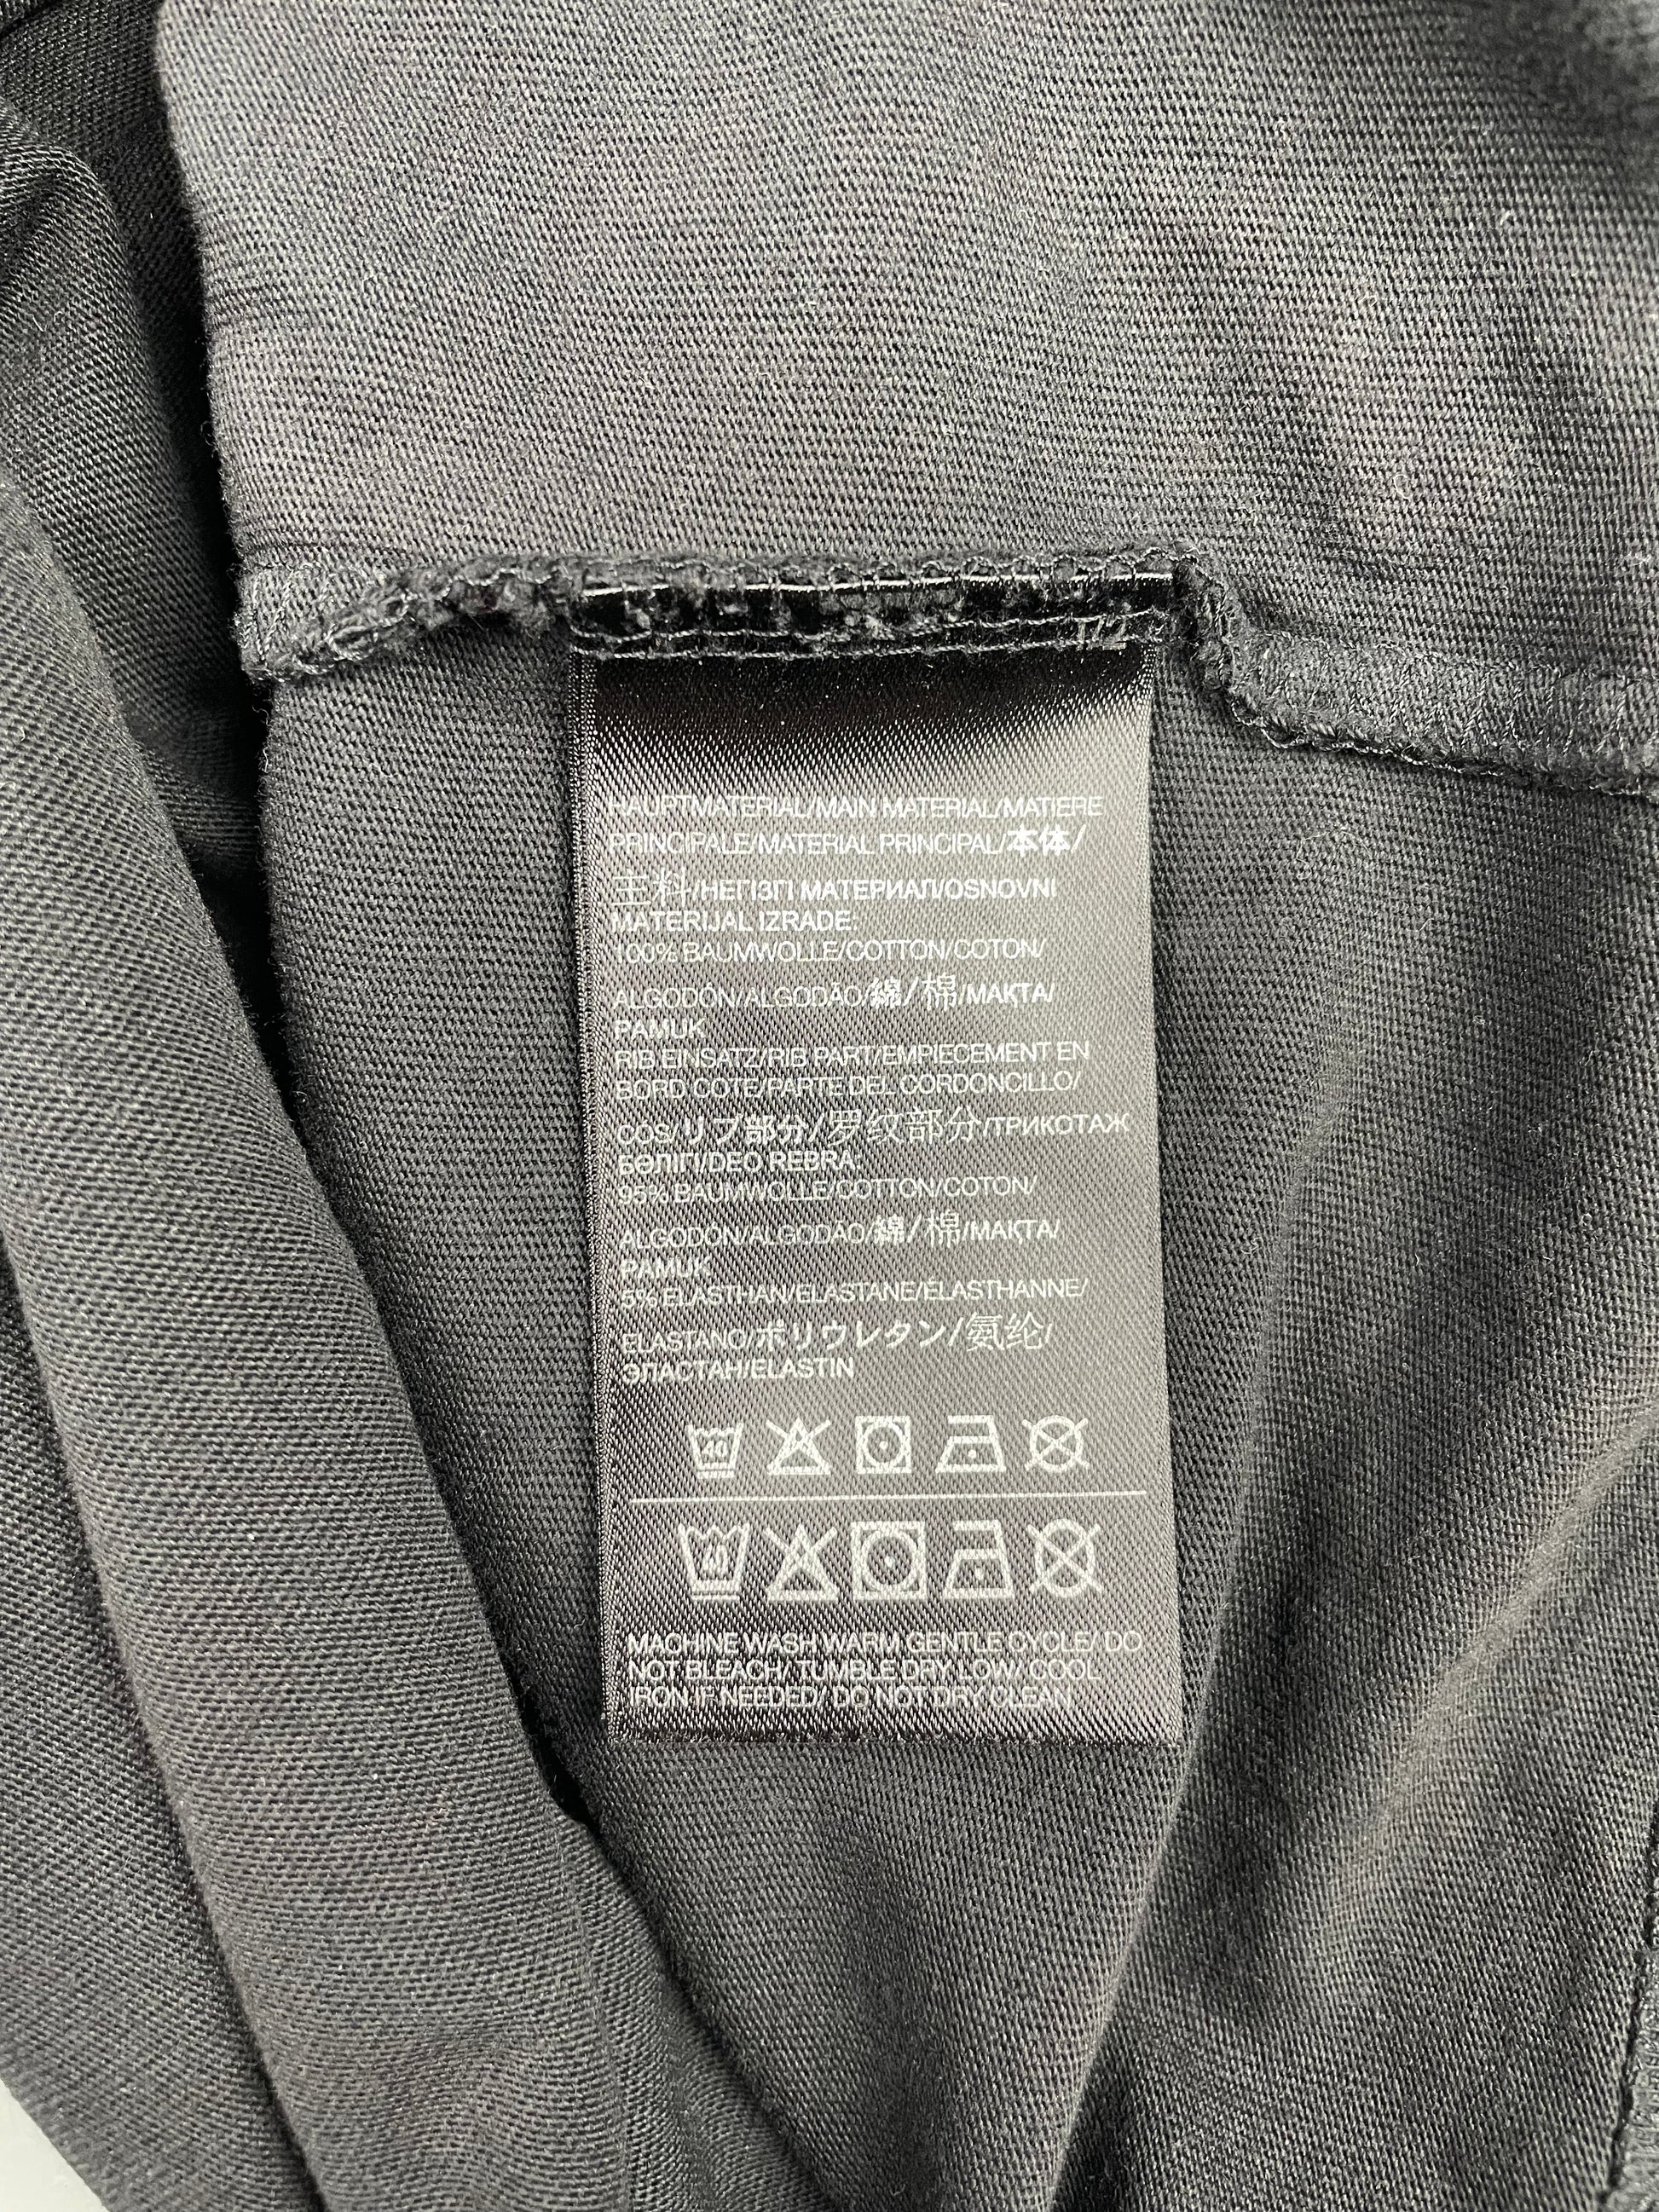 HAUPTMATERIAL/MAIN MATERIAL/MATIERE
PRINCIPALE/MATERIAL PRINCIPAL/本体/
主料/НЕГІЗГІ МАТЕРИАЛ/OSNOVNI
MATERIJAL IZRADE:
100% BAUMWOLLE/COTTON/COTON/
ALGODÓN/ALGODÃO/綿/棉/МАҚТА/
PAMUK
RIB EINSATZ/RIB PART/EMPIECEMENT EN
BORD COTE/PARTE DEL CORDONCILLO/
COS/リブ部分/罗纹部分/ТРИКОТАЖ
БӨЛІГІ/DEO REBRA:
95% BAUMWOLLE/COTTON/COTON/
ALGODÓN/ALGODÃO/綿/棉/МАҚТА/
PAMUK
5% ELASTHAN/ELASTANE/ÉLASTHANNE/
ELASTANO/ポリウレタン/氨纶/
ЭЛАСТАН/ELASTIN
40
40
MACHINE WASH WARM GENTLE CYCLE/ DO
NOT BLEACH/ TUMBLE DRY LOW/ COOL
IRON IF NEEDED/ DO NOT DRY CLEAN